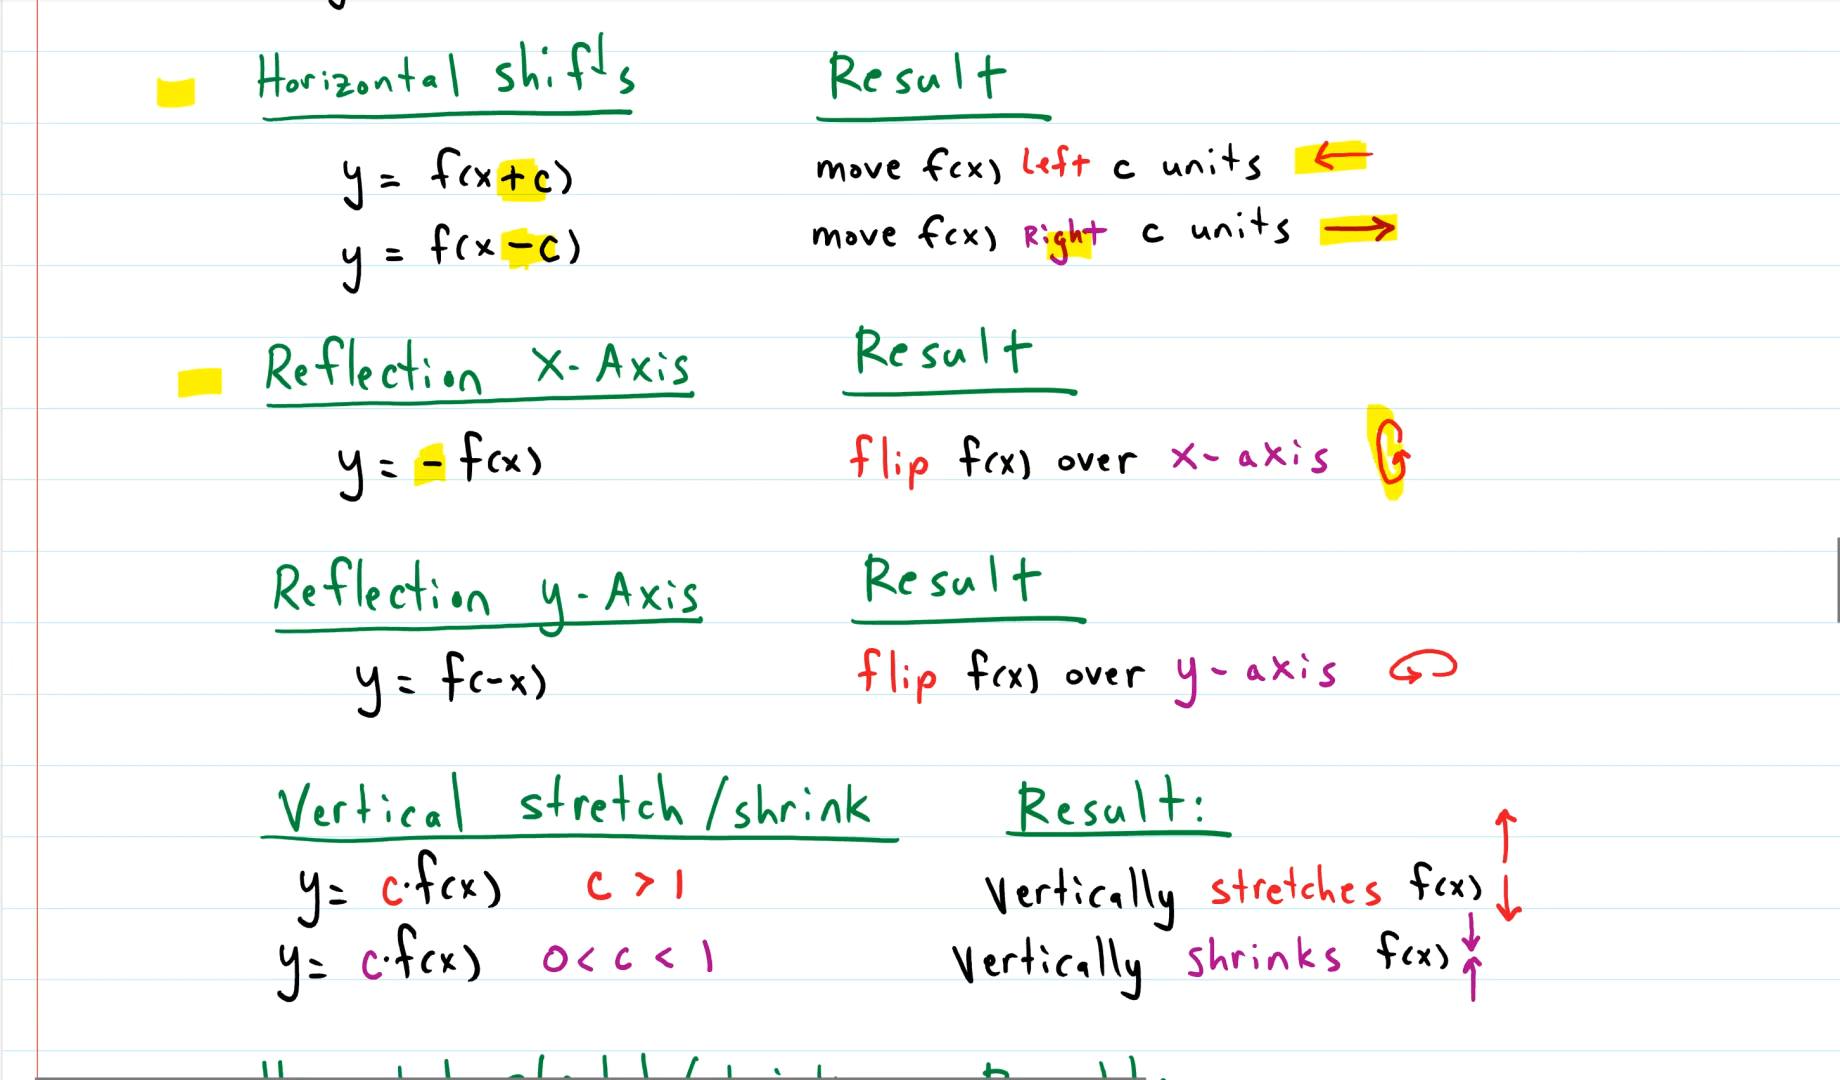 Horizontal shifts Result
y = f(x+c) move f(x) left c units ←
y = f(x-c) move f(x) Right c units →
Reflection X-Axis Result
y = - f(x) flip f(x) over x-axis
Reflection y-Axis Result
y = f(-x) flip f(x) over y-axis
Vertical stretch/shrink Result:
y = c·f(x) c > 1 Vertically stretches f(x)
y = c·f(x) 0 < c < 1 Vertically shrinks f(x)